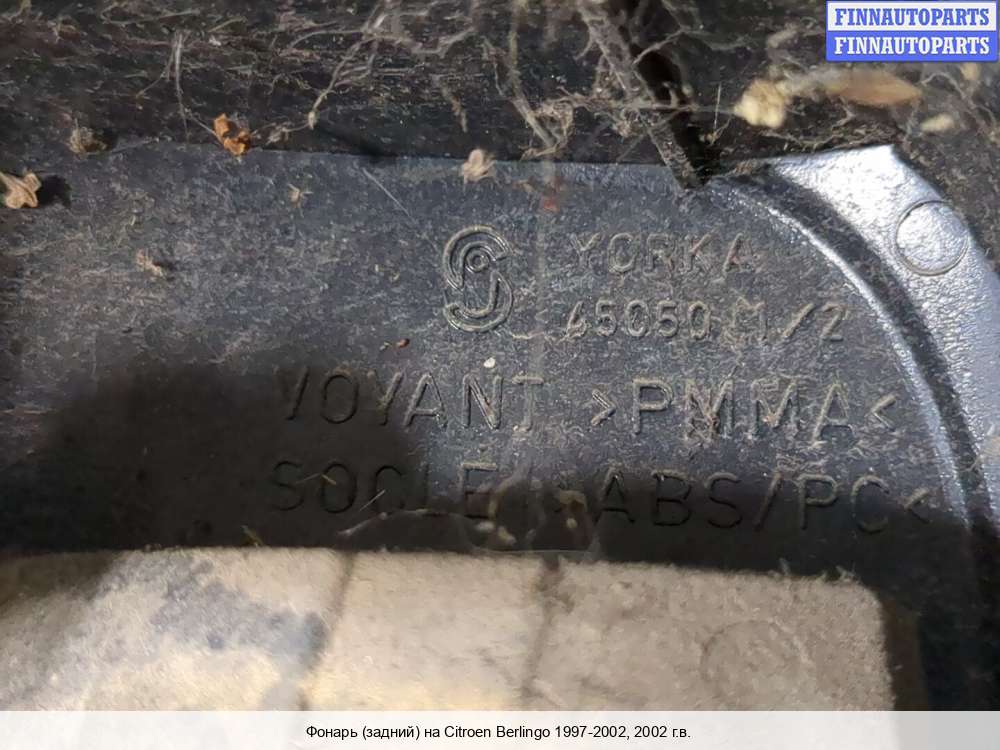 FINNAUTOPARTS
FINNAUTOPARTS
YORKA
45050 M/2
VOYANT >PMMA<
SOCLE >ABS/PC<
Фонарь (задний) на Citroen Berlingo 1997-2002, 2002 г.в.